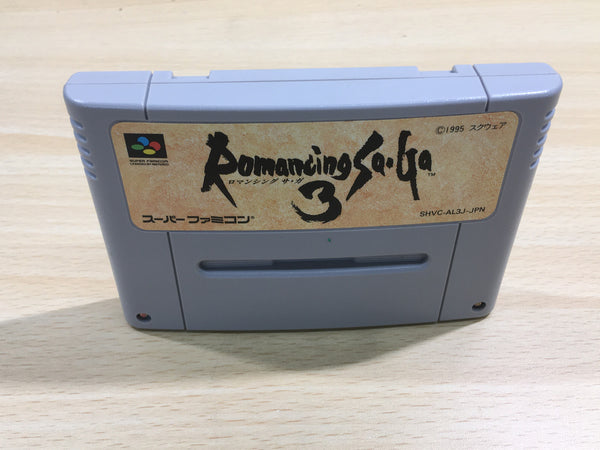 ©1995 スクウェア
SUPER FAMICOM
Romancing Sa・Ga™
ロマンシング サ・ガ
3
スーパーファミコン
SHVC-AL3J-JPN